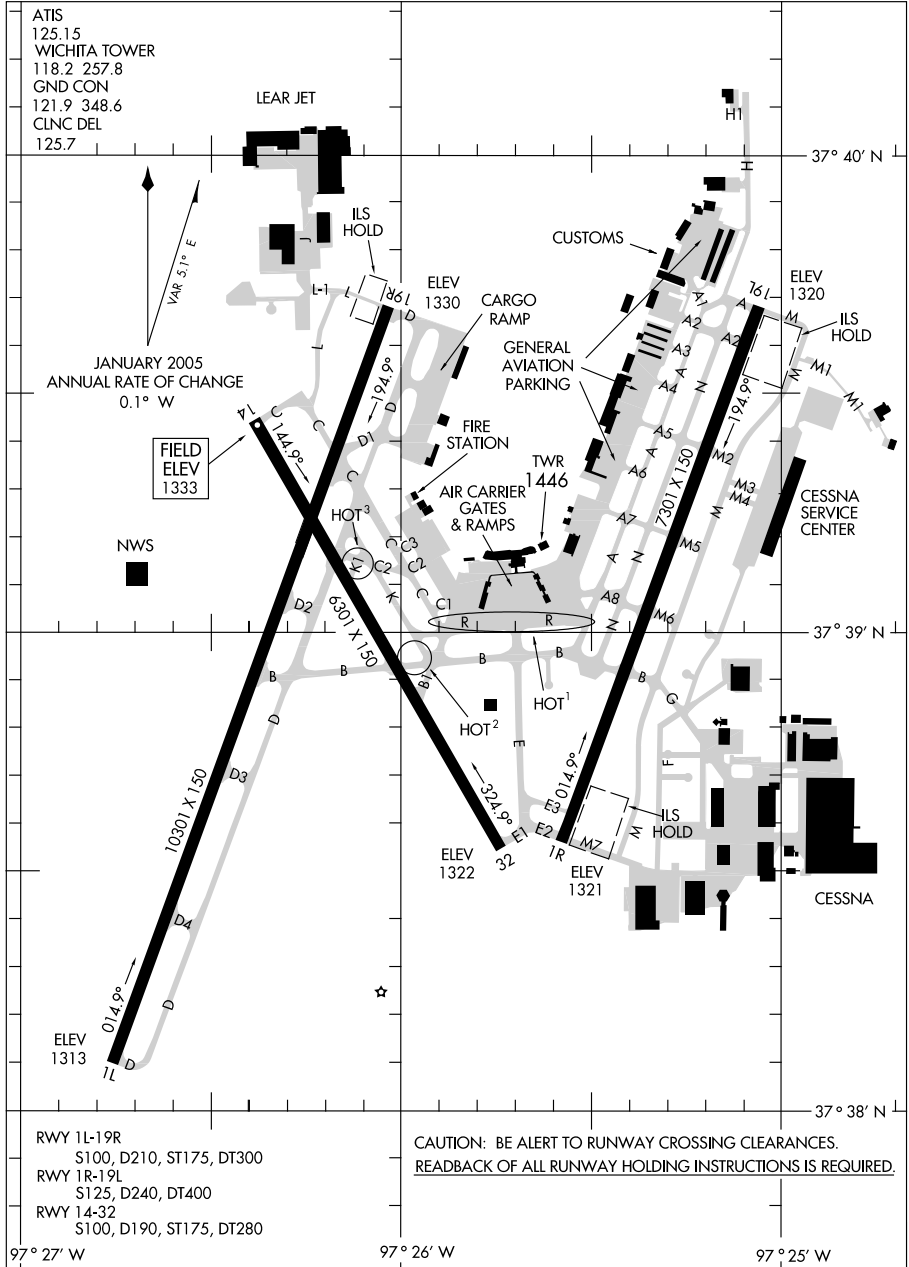 ATIS
125.15
WICHITA TOWER
118.2 257.8
GND CON
121.9 348.6
CLNC DEL
125.7
LEAR JET
H1
37° 40' N
H
VAR 5.1° E
JANUARY 2005
ANNUAL RATE OF CHANGE
0.1° W
J
ILS
HOLD
L-1
L
L
19R
D
ELEV
1330
CARGO
RAMP
CUSTOMS
GENERAL
AVIATION
PARKING
A1
A2
A3
A
A4
N
A5
A
A6
A7
A
N
A8
N
19L
A
A2
M
ELEV
1320
ILS
HOLD
M
M1
M1
194.9°
7301 X 150
M2
M3
M4
M
M5
M6
CESSNA
SERVICE
CENTER
194.9°
D
D1
14
C
144.9°
C
C
FIELD
ELEV
1333
FIRE
STATION
TWR
1446
AIR CARRIER
GATES
& RAMPS
HOT3
NWS
K1
C
C3
C2
C2
K
C
C1
D2
6301 X 150
R
R
37° 39' N
B
B
B1
B
B
B
G
HOT2
HOT1
D
D3
E
F
10301 X 150
324.9°
014.9°
E3
E1
E2
M7
M
ILS
HOLD
ELEV
1322
32
1R
ELEV
1321
CESSNA
D4
D
014.9°
ELEV
1313
1L
D
37° 38' N
RWY 1L-19R
S100, D210, ST175, DT300
RWY 1R-19L
S125, D240, DT400
RWY 14-32
S100, D190, ST175, DT280
CAUTION: BE ALERT TO RUNWAY CROSSING CLEARANCES.
READBACK OF ALL RUNWAY HOLDING INSTRUCTIONS IS REQUIRED.
97° 27' W
97° 26' W
97° 25' W